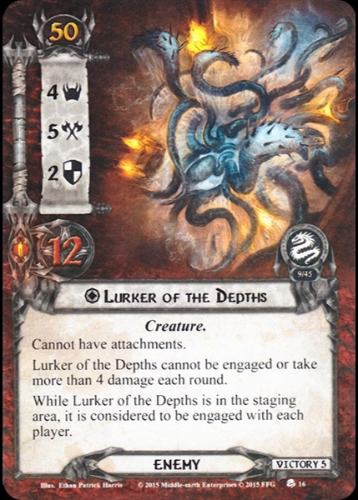 50
4
5
2
12
9/45
Lurker of the Depths
Creature.
Cannot have attachments.
Lurker of the Depths cannot be engaged or take
more than 4 damage each round.
While Lurker of the Depths is in the staging
area, it is considered to be engaged with each
player.
ENEMY
VICTORY 5
Illus. Ethan Patrick Harris © 2015 Middle-earth Enterprises © 2015 FFG 16